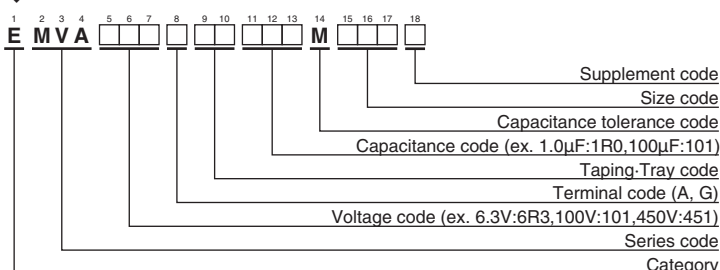 1 2 3 4 5 6 7 8 9 10 11 12 13 14 15 16 17 18
E M V A M
Supplement code
Size code
Capacitance tolerance code
Capacitance code (ex. 1.0μF:1R0,100μF:101)
Taping·Tray code
Terminal code (A, G)
Voltage code (ex. 6.3V:6R3,100V:101,450V:451)
Series code
Category